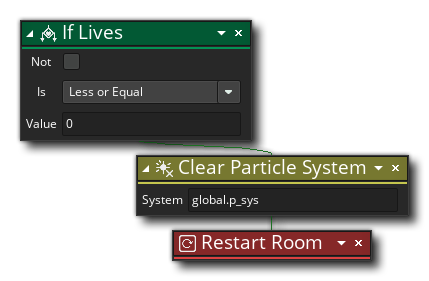 If Lives
Not
Is Less or Equal
Value 0
Clear Particle System
System global.p_sys
Restart Room